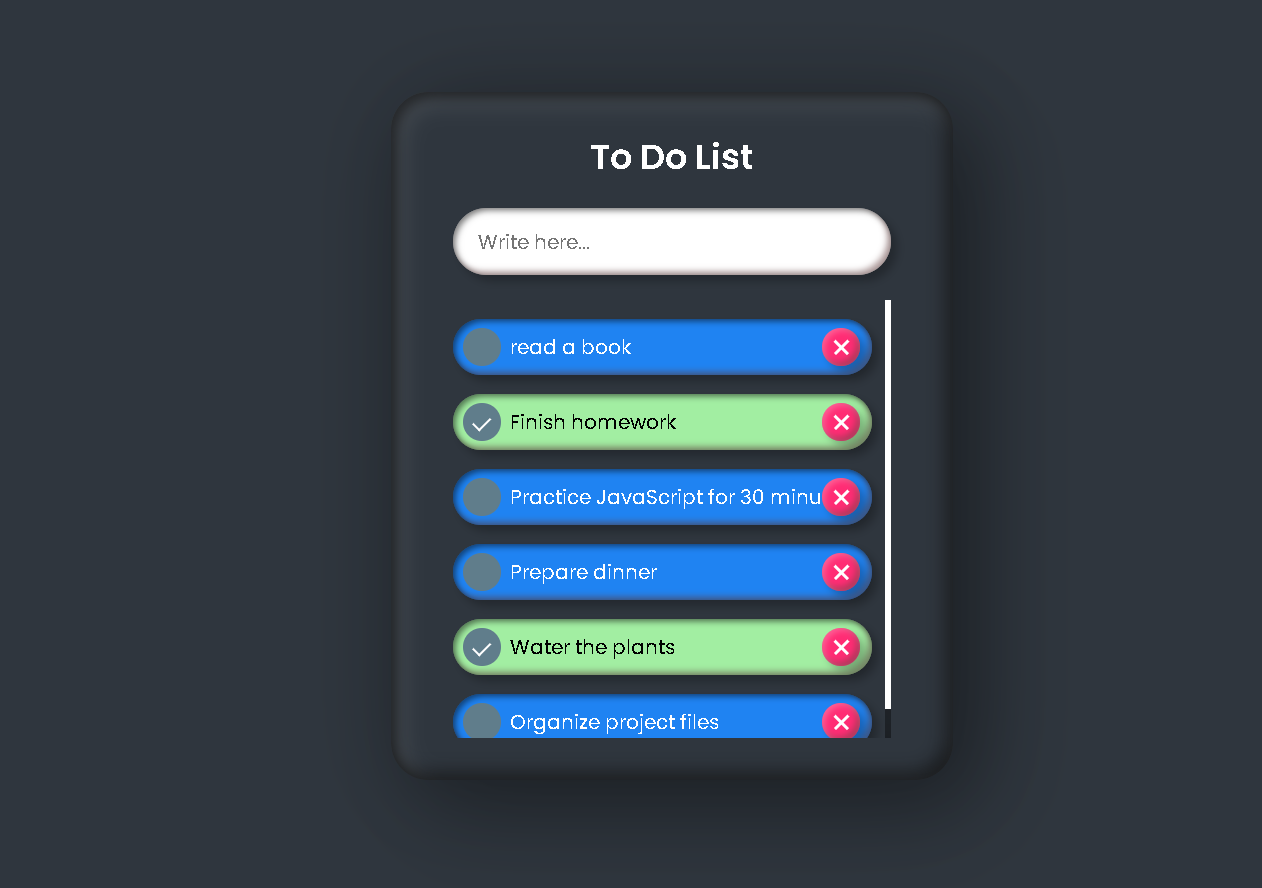 To Do List
Write here...
read a book
Finish homework
Practice JavaScript for 30 minu
Prepare dinner
Water the plants
Organize project files